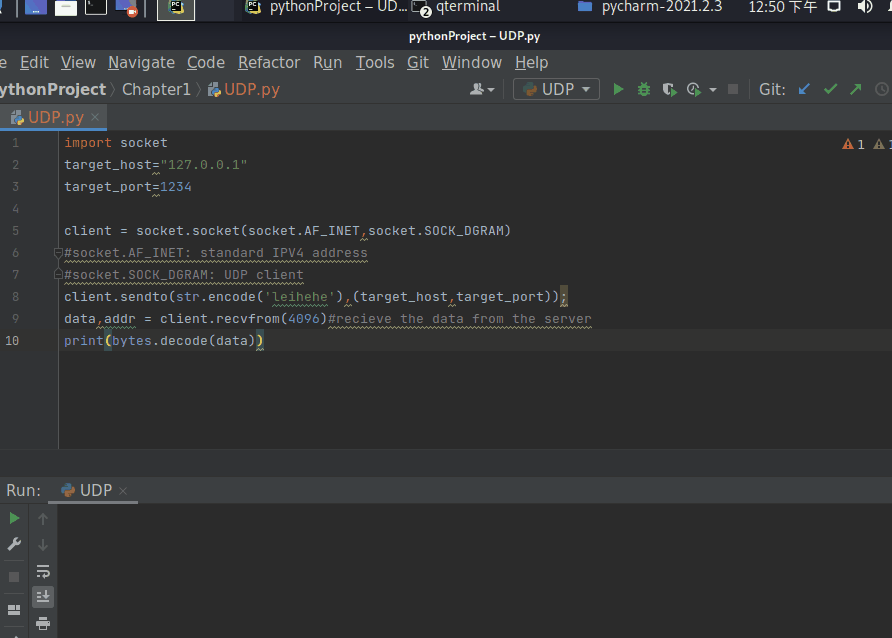 pythonProject – UD... 2 qterminal pycharm-2021.2.3 12:50 下午
pythonProject – UDP.py
e Edit View Navigate Code Refactor Run Tools Git Window Help
ythonProject Chapter1 UDP.py UDP Git:
UDP.py
1 import socket
2 target_host="127.0.0.1"
3 target_port=1234
4
5 client = socket.socket(socket.AF_INET,socket.SOCK_DGRAM)
6 #socket.AF_INET: standard IPV4 address
7 #socket.SOCK_DGRAM: UDP client
8 client.sendto(str.encode('leihehe'),(target_host,target_port));
9 data,addr = client.recvfrom(4096)#recieve the data from the server
10 print(bytes.decode(data))
1 1
Run: UDP